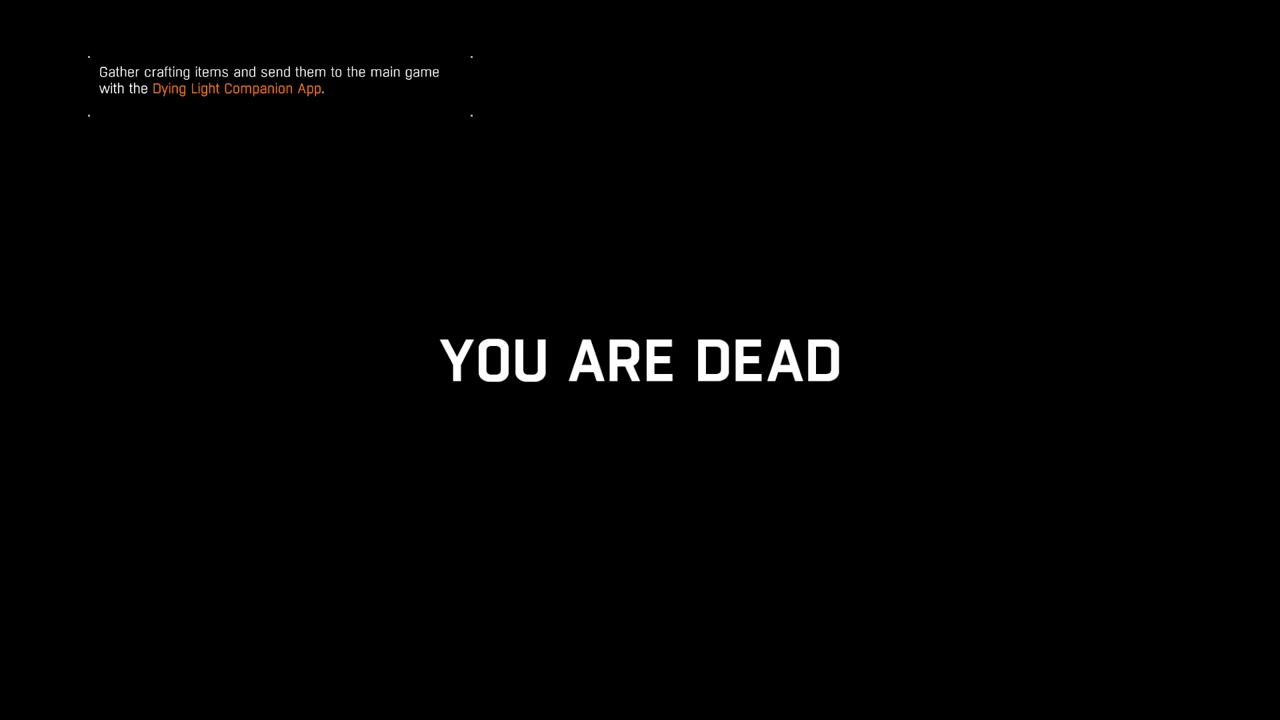 Gather crafting items and send them to the main game
with the Dying Light Companion App.
YOU ARE DEAD